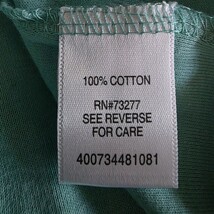 100% COTTON
RN#73277
SEE REVERSE
FOR CARE
400734481081